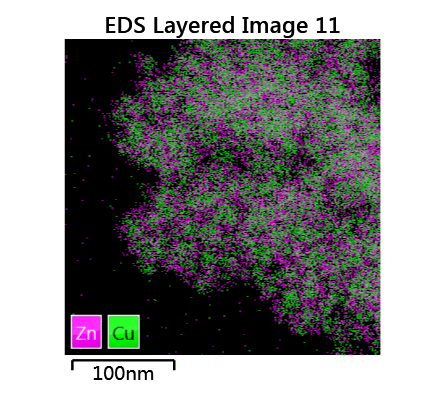 EDS Layered Image 11
Zn Cu
100nm